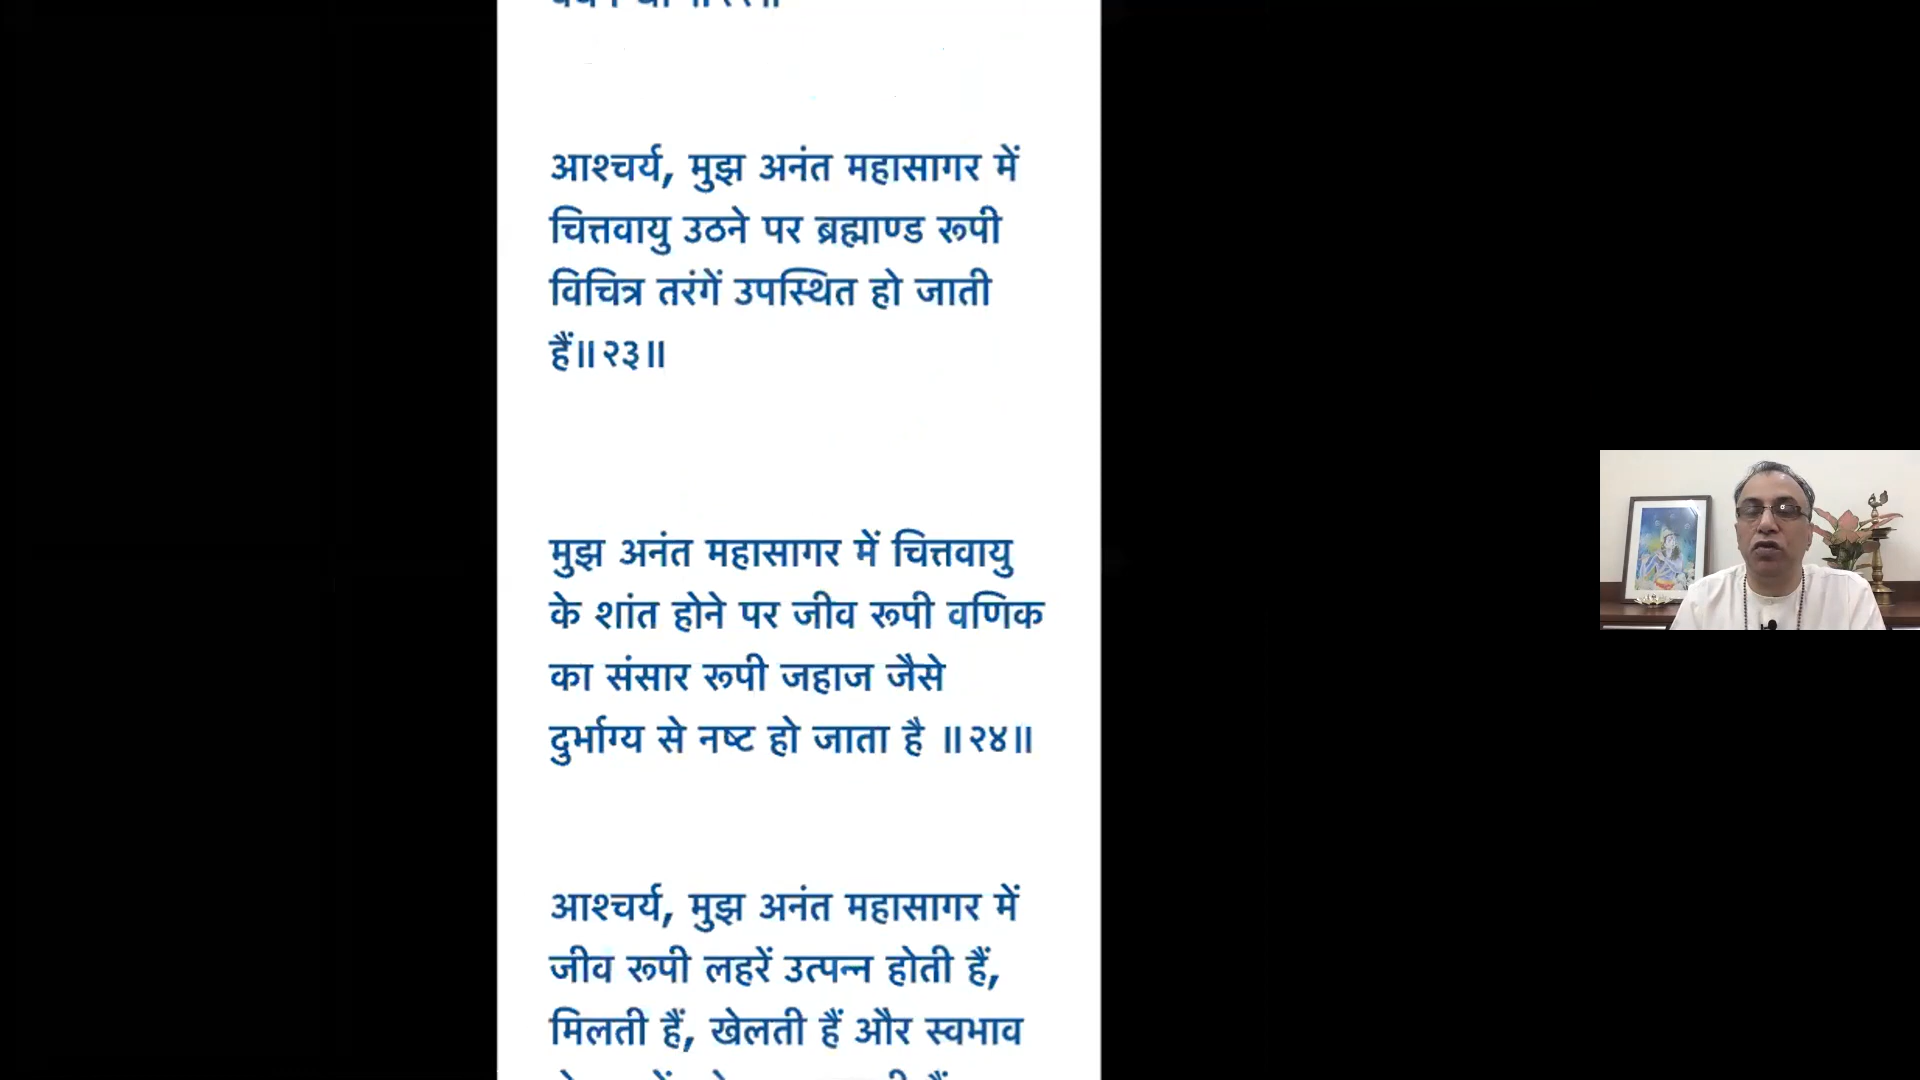 आश्चर्य, मुझ अनंत महासागर में
चित्तवायु उठने पर ब्रह्माण्ड रूपी
विचित्र तरंगें उपस्थित हो जाती
हैं॥२३॥
मुझ अनंत महासागर में चित्तवायु
के शांत होने पर जीव रूपी वणिक
का संसार रूपी जहाज जैसे
दुर्भाग्य से नष्ट हो जाता है ॥२४॥
आश्चर्य, मुझ अनंत महासागर में
जीव रूपी लहरें उत्पन्न होती हैं,
मिलती हैं, खेलती हैं और स्वभाव